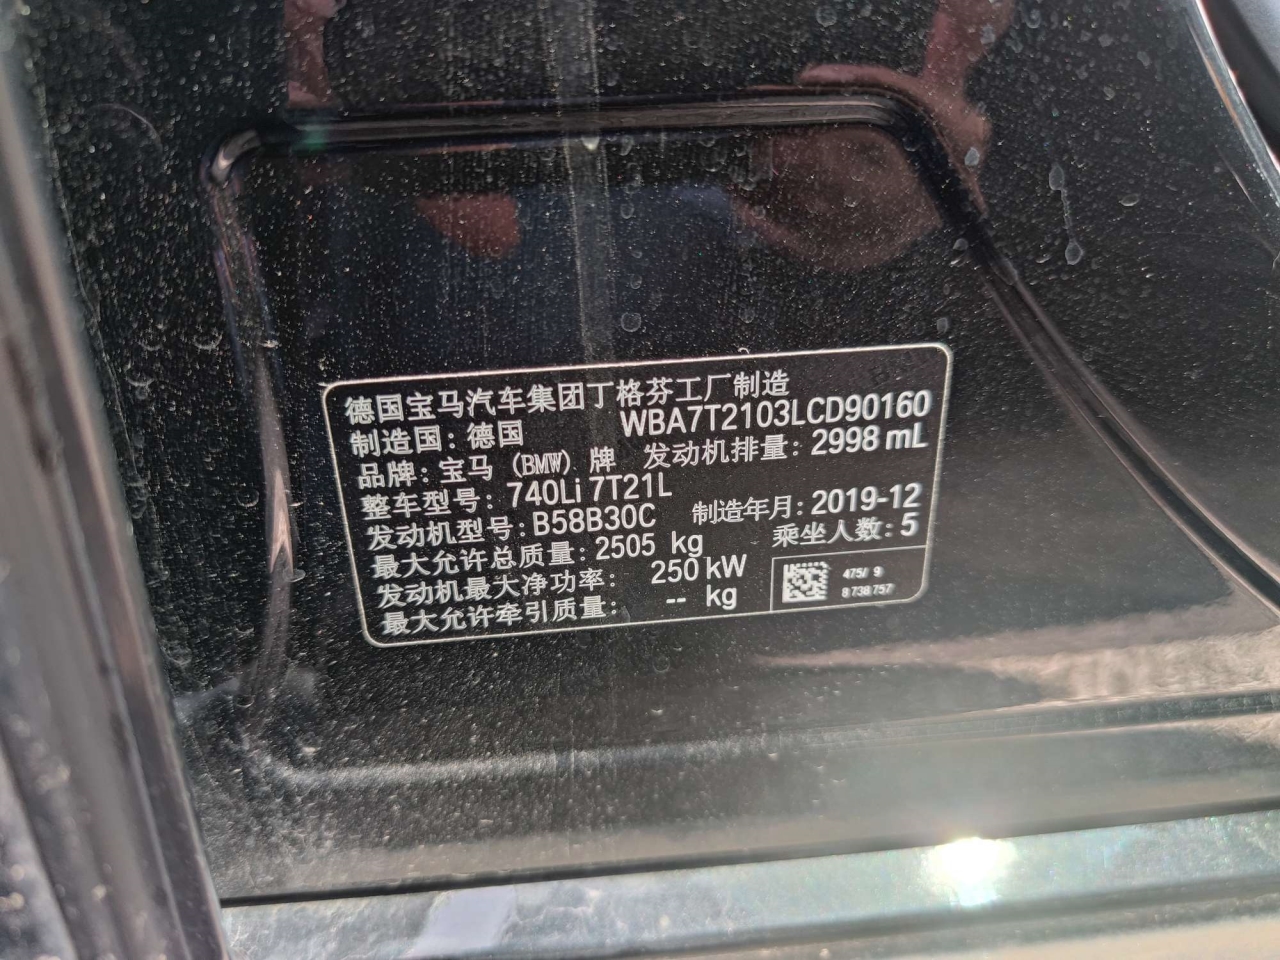 德国宝马汽车集团丁格芬工厂制造
制造国: 德国 WBA7T2103LCD90160
品牌: 宝马 (BMW) 牌 发动机排量: 2998 mL
整车型号: 740Li 7T21L
发动机型号: B58B30C 制造年月: 2019-12
最大允许总质量: 2505 kg 乘坐人数: 5
发动机最大净功率: 250 kW
最大允许牵引质量: -- kg
475/ 9
8 738 757